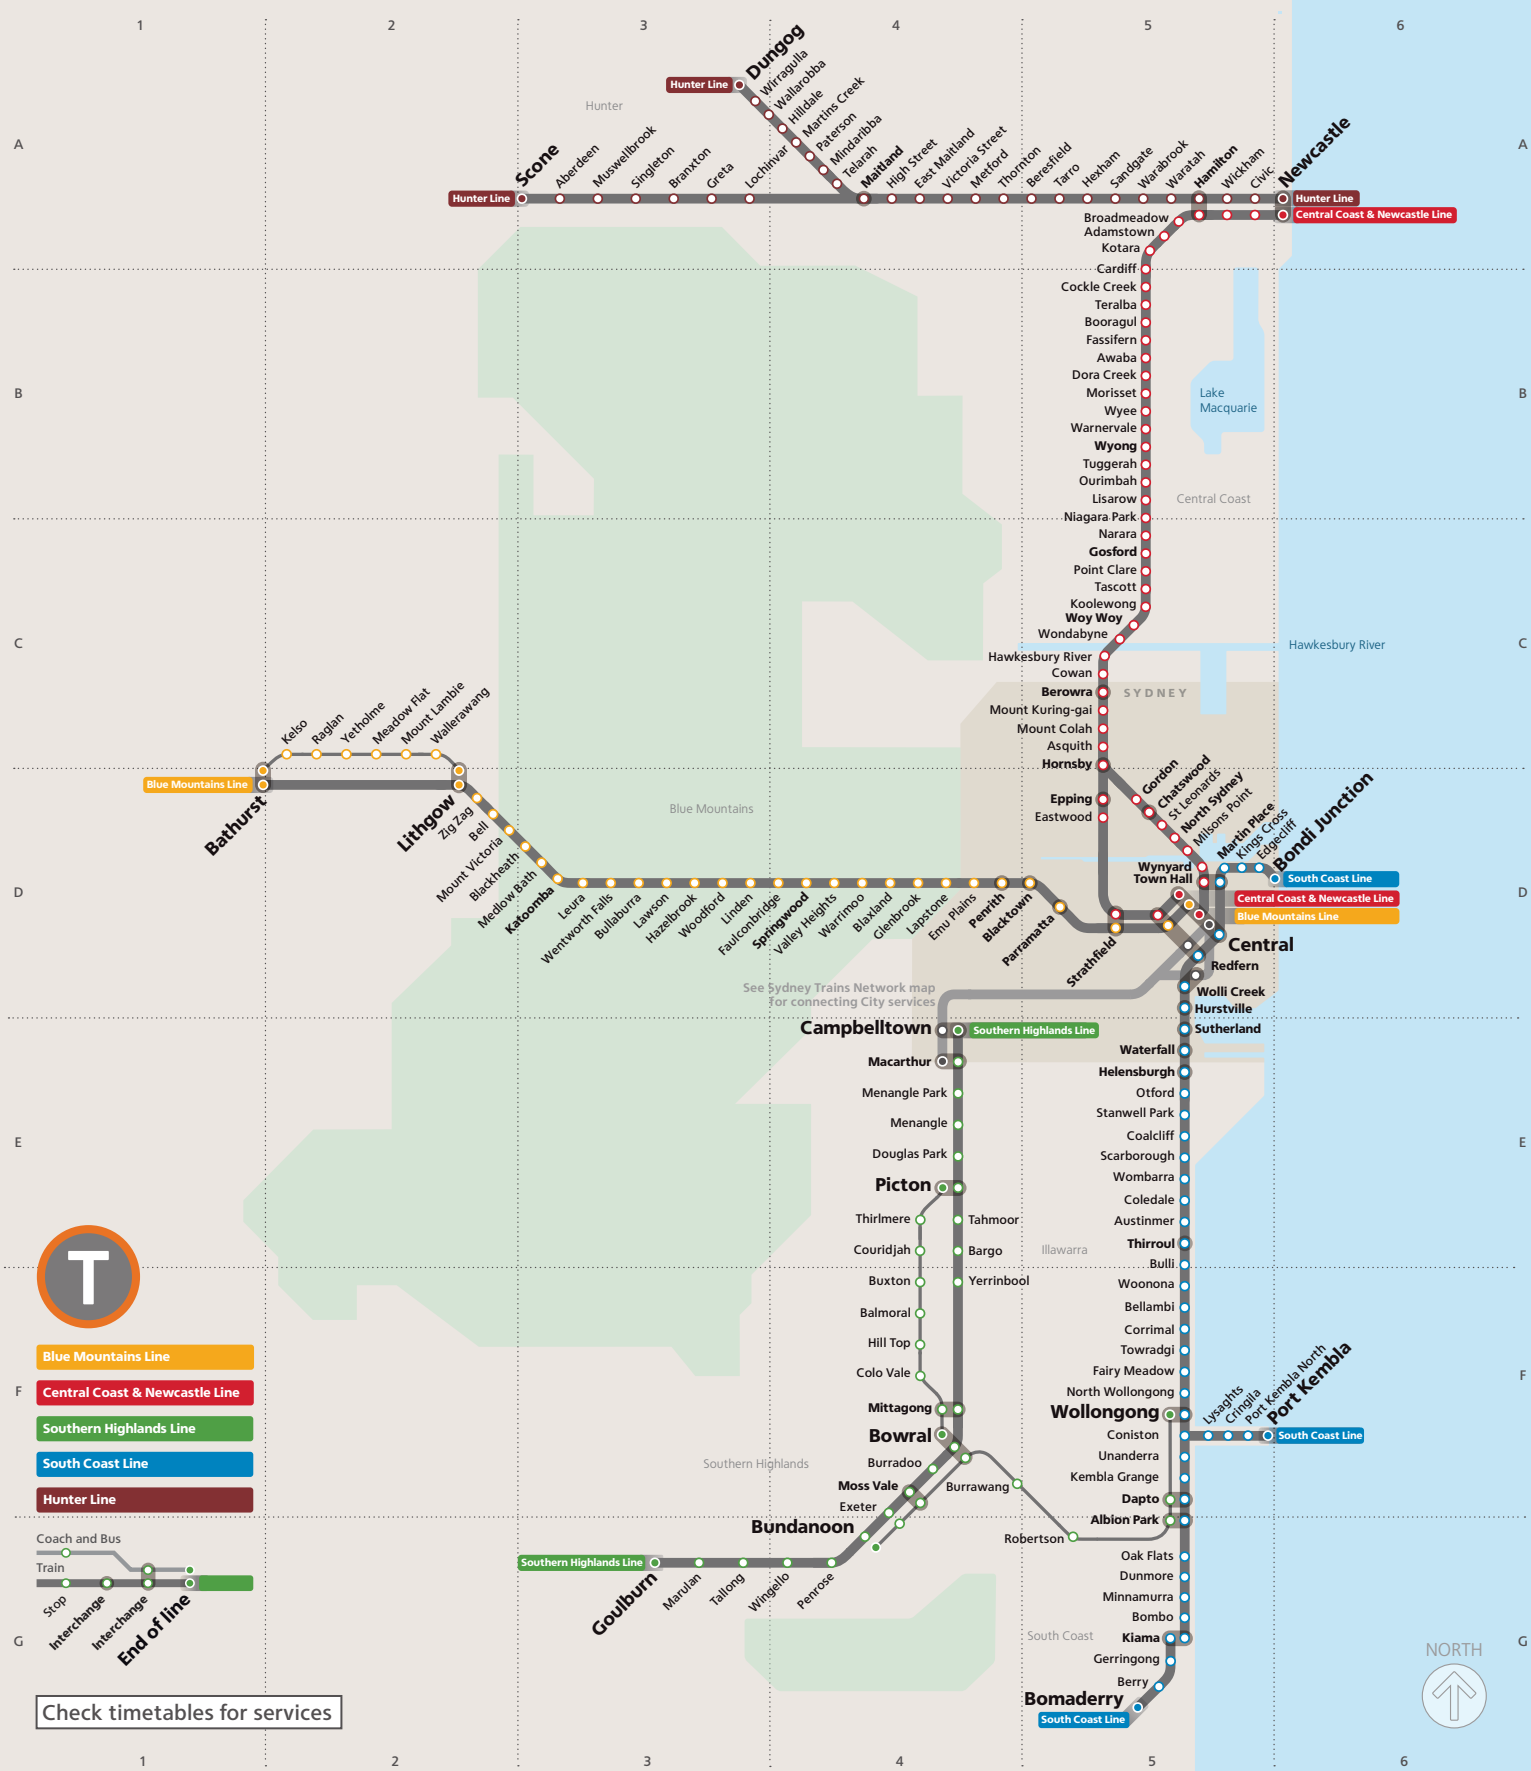 1 2 3 4 5 6
Dungog
Hunter Line
Wirragulla
Wallarobba
Hilldale
Martins Creek
Paterson
Mindaribba
Telarah
Hunter
A
A
Scone
Hunter Line
Aberdeen
Muswellbrook
Singleton
Branxton
Greta
Lochinvar
Maitland
High Street
East Maitland
Victoria Street
Metford
Thornton
Beresfield
Tarro
Hexham
Sandgate
Warabrook
Waratah
Hamilton
Wickham
Civic
Newcastle
Hunter Line
Central Coast & Newcastle Line
Broadmeadow
Adamstown
Kotara
Cardiff
Cockle Creek
Teralba
Booragul
Fassifern
Awaba
Dora Creek
B
Morisset
Lake
Macquarie
B
Wyee
Warnervale
Wyong
Tuggerah
Ourimbah
Lisarow
Central Coast
Niagara Park
Narara
Gosford
Point Clare
Tascott
Koolewong
Woy Woy
Wondabyne
C
Hawkesbury River
C
Hawkesbury River
Cowan
Berowra
SYDNEY
Mount Kuring-gai
Mount Colah
Asquith
Hornsby
Kelso
Raglan
Yetholme
Meadow Flat
Mount Lambie
Wallerawang
Blue Mountains Line
Bathurst
Lithgow
Zig Zag
Bell
Mount Victoria
Blackheath
Medlow Bath
Katoomba
Leura
Wentworth Falls
Bullaburra
Lawson
Hazelbrook
Woodford
Linden
Faulconbridge
Springwood
Valley Heights
Warrimoo
Blaxland
Glenbrook
Lapstone
Emu Plains
Penrith
Blacktown
Parramatta
Strathfield
Blue Mountains
Epping
Eastwood
Gordon
Chatswood
St Leonards
North Sydney
Milsons Point
Wynyard
Town Hall
Martin Place
Kings Cross
Edgecliff
Bondi Junction
South Coast Line
D
Central Coast & Newcastle Line
D
Blue Mountains Line
Central
Redfern
Wolli Creek
Hurstville
Sutherland
See Sydney Trains Network map
for connecting City services
Campbelltown
Southern Highlands Line
Macarthur
Menangle Park
Menangle
Douglas Park
Picton
Thirlmere
Tahmoor
Couridjah
Bargo
Buxton
Yerrinbool
Balmoral
Hill Top
Colo Vale
Mittagong
Bowral
Burradoo
Moss Vale
Exeter
Bundanoon
Southern Highlands
Burrawang
Robertson
Southern Highlands Line
Goulburn
Marulan
Tallong
Wingello
Penrose
Waterfall
Helensburgh
Otford
Stanwell Park
Coalcliff
E
E
Scarborough
Wombarra
Coledale
Austinmer
Thirroul
Illawarra
Bulli
Woonona
Bellambi
Corrimal
Towradgi
Fairy Meadow
F
F
North Wollongong
Wollongong
Coniston
Lysaghts
Cringila
Port Kembla North
Port Kembla
South Coast Line
Unanderra
Kembla Grange
Dapto
Albion Park
Oak Flats
Dunmore
Minnamurra
Bombo
South Coast
Kiama
G
G
Gerringong
Berry
Bomaderry
South Coast Line
NORTH
T
Blue Mountains Line
Central Coast & Newcastle Line
Southern Highlands Line
South Coast Line
Hunter Line
Coach and Bus
Train
Stop
Interchange
Interchange
End of line
Check timetables for services
1 2 3 4 5 6